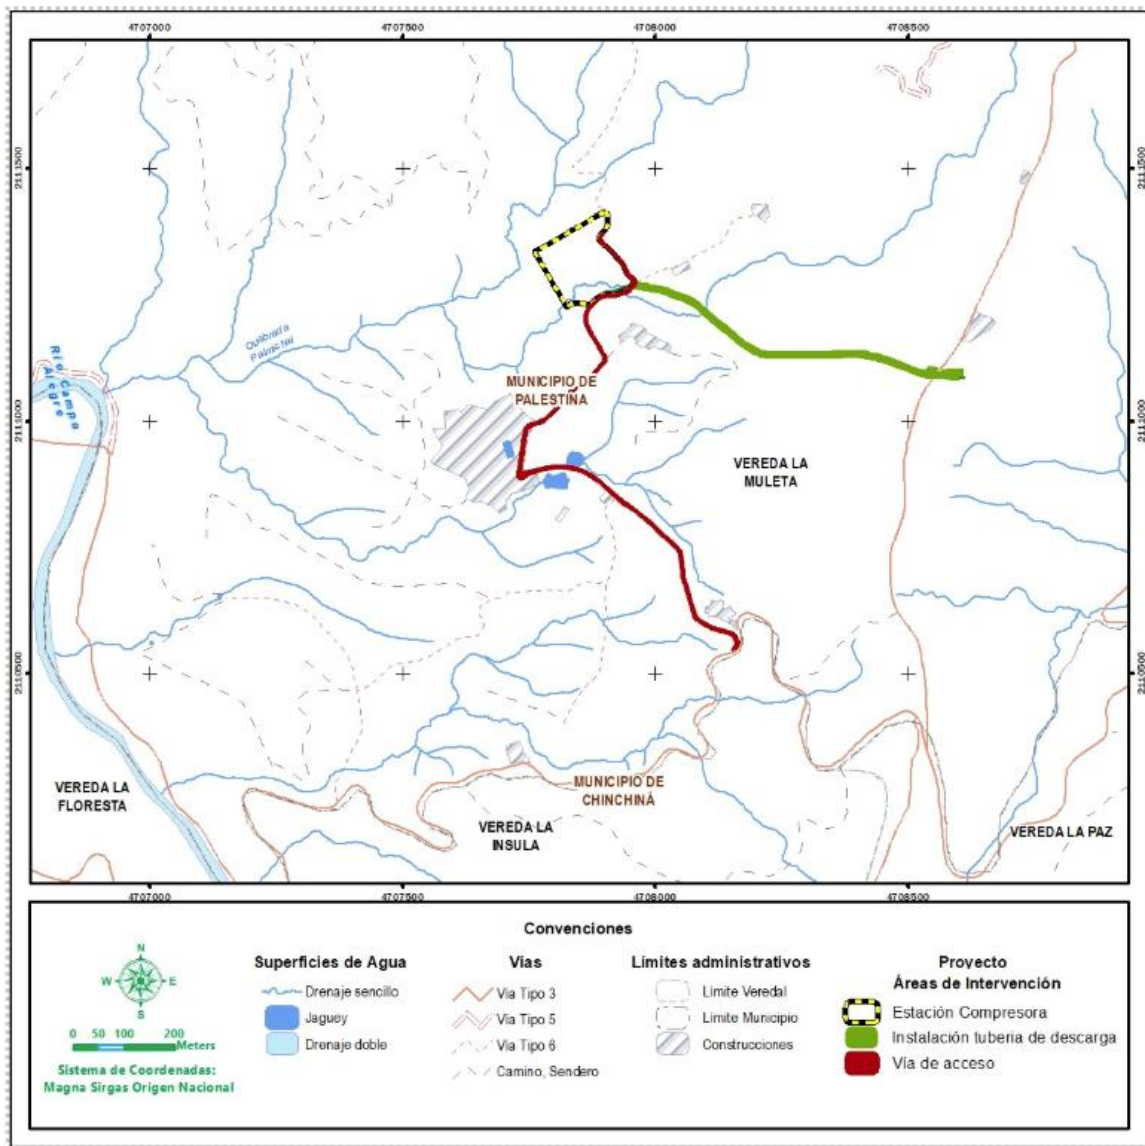 4707000
4707500
4708000
4708500
2111500
2111500
Quebrada
Palmichal
Río Campo
Alegre
MUNICIPIO DE
PALESTINA
2111000
2111000
VEREDA LA
MULETA
2110500
2110500
VEREDA LA
FLORESTA
MUNICIPIO DE
CHINCHINÁ
VEREDA LA
INSULA
VEREDA LA PAZ
4707000
4707500
4708000
4708500
Convenciones
N
W
E
S
0 50 100 200
Meters
Sistema de Coordenadas:
Magna Sirgas Origen Nacional
Superficies de Agua
Drenaje sencillo
Jaguey
Drenaje doble
Vías
Via Tipo 3
Via Tipo 5
Via Tipo 6
Camino, Sendero
Límites administrativos
Limite Veredal
Limite Municipio
Construcciones
Proyecto
Áreas de Intervención
Estación Compresora
Instalación tuberia de descarga
Vía de acceso